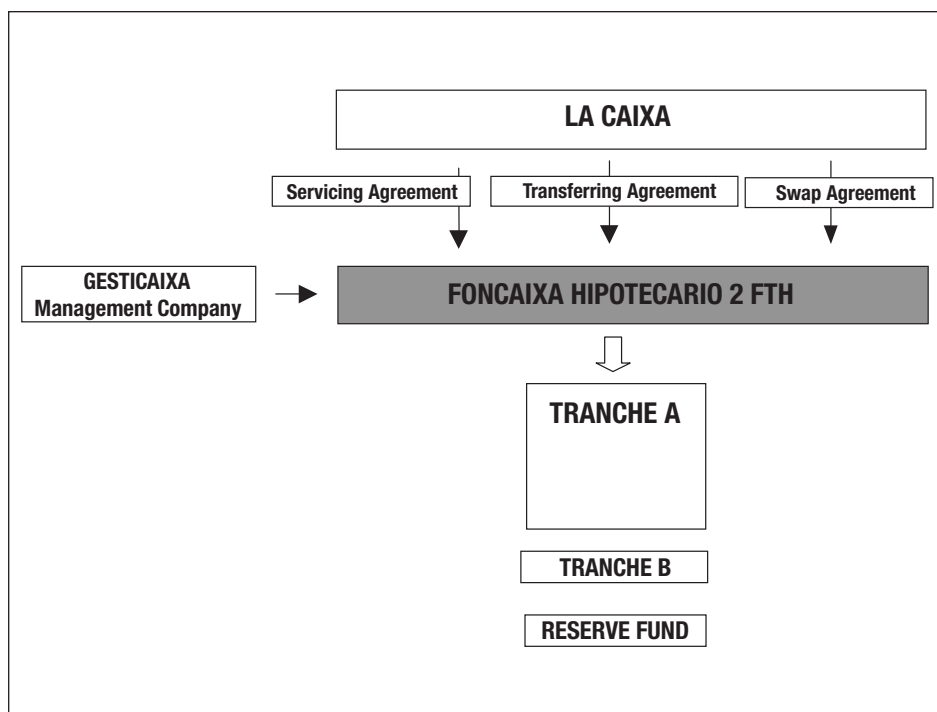 LA CAIXA
Servicing Agreement
Transferring Agreement
Swap Agreement
GESTICAIXA
Management Company
FONCAIXA HIPOTECARIO 2 FTH
TRANCHE A
TRANCHE B
RESERVE FUND